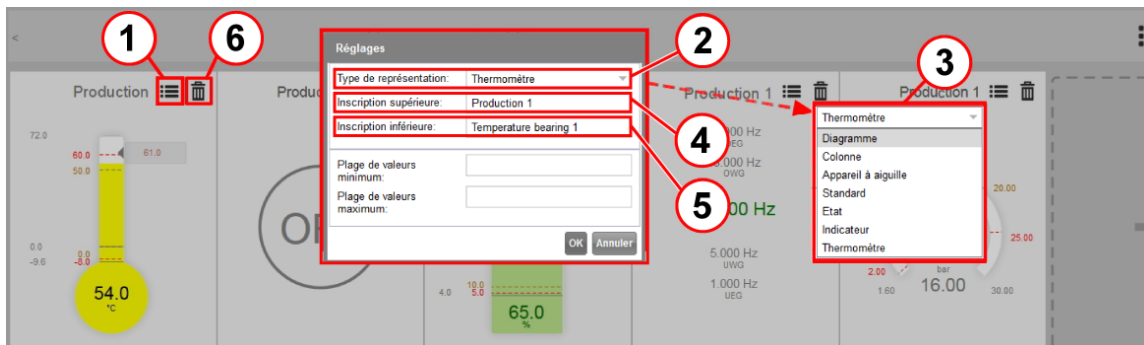 <
1
6
2
3
4
5
Production
72.0
60.0
61.0
50.0
0.0
0.0
-9.6
-5.0
54.0
°C
Réglages
Type de représentation:
Thermomètre
Inscription supérieure:
Production 1
Inscription inférieure:
Temperature bearing 1
Plage de valeurs
minimum:
Plage de valeurs
maximum:
OK
Annuler
10.0
4.0
5.0
65.0
%
Production 1
Hz
OWG
00 Hz
5.000 Hz
UWG
1.000 Hz
UEG
Production 1
Thermomètre
Diagramme
Colonne
Appareil à aiguille
Standard
Etat
Indicateur
Thermomètre
20.00
25.00
2.00
bar
1.60
16.00
30.00